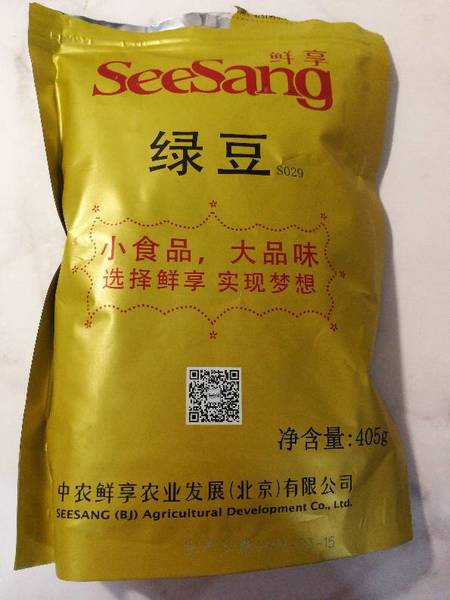 鲜享
SeeSang
绿豆 S029
小食品，大品味
选择鲜享 实现梦想
净含量:405g
中农鲜享农业发展(北京)有限公司
SEESANG (BJ) Agricultural Development Co., Ltd.